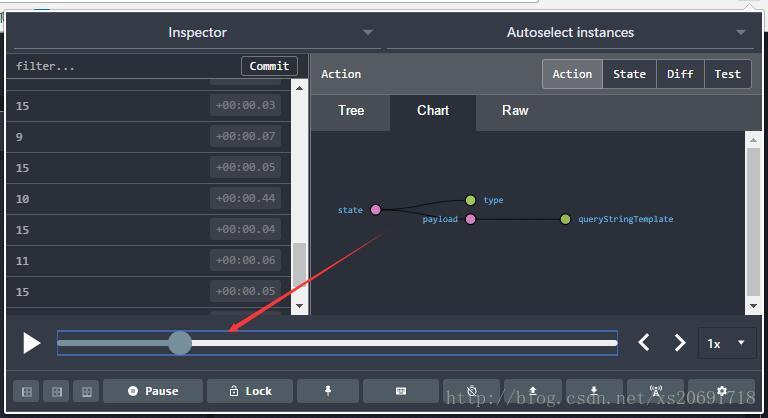 Inspector
Autoselect instances
filter...
Commit
Action
Action
State
Diff
Test
Tree
Chart
Raw
15
+00:00.03
9
+00:00.07
15
+00:00.05
10
+00:00.44
15
+00:00.04
11
+00:00.06
15
+00:00.05
state
type
payload
queryStringTemplate
1x
Pause
Lock
http://blog.csdn.net/xs20691718